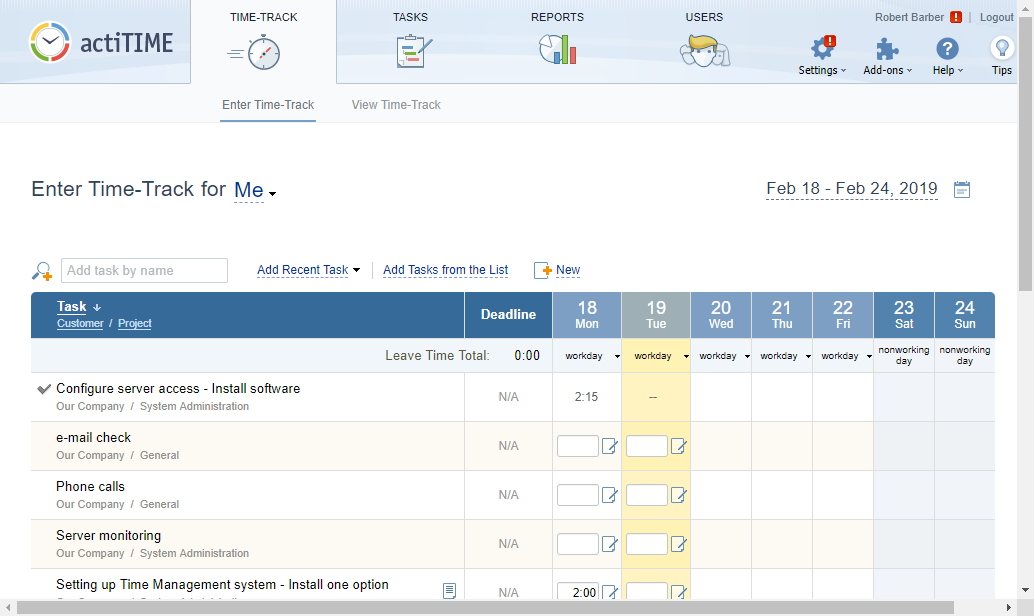 actiTIME
TIME-TRACK
TASKS
REPORTS
USERS
Robert Barber ! | Logout
Settings
Add-ons
Help
Tips
Enter Time-Track
View Time-Track
Enter Time-Track for Me
Feb 18 - Feb 24, 2019
Add task by name
Add Recent Task
Add Tasks from the List
New
Task
Customer / Project
Deadline
18 Mon
19 Tue
20 Wed
21 Thu
22 Fri
23 Sat
24 Sun
Leave Time Total: 0:00 workday workday workday workday workday nonworking day nonworking day
Configure server access - Install software
Our Company / System Administration
N/A 2:15 --
e-mail check
Our Company / General
N/A
Phone calls
Our Company / General
N/A
Server monitoring
Our Company / System Administration
N/A
Setting up Time Management system - Install one option
N/A 2:00